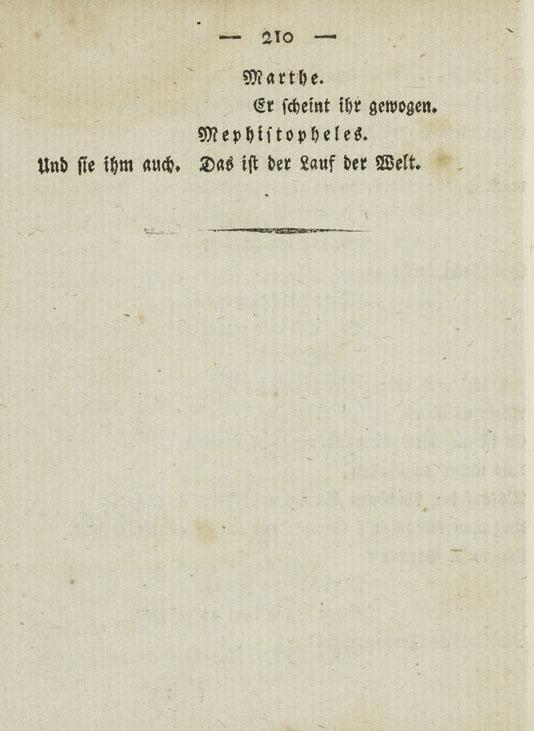 — 210 —
Marthe.
Er scheint ihr gewogen.
Mephistopheles.
Und sie ihm auch. Das ist der Lauf der Welt.